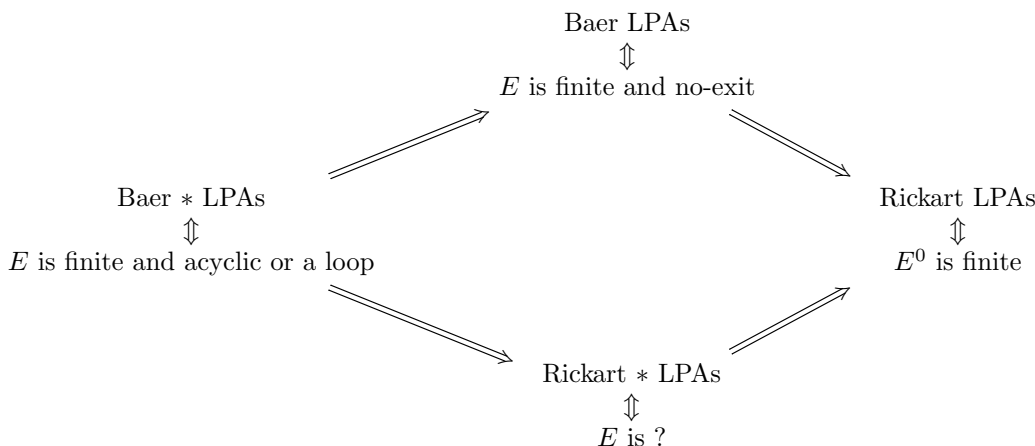 Baer LPAs
⇕
E is finite and no-exit
Baer ∗ LPAs
⇕
E is finite and acyclic or a loop
Rickart LPAs
⇕
E⁰ is finite
Rickart ∗ LPAs
⇕
E is ?